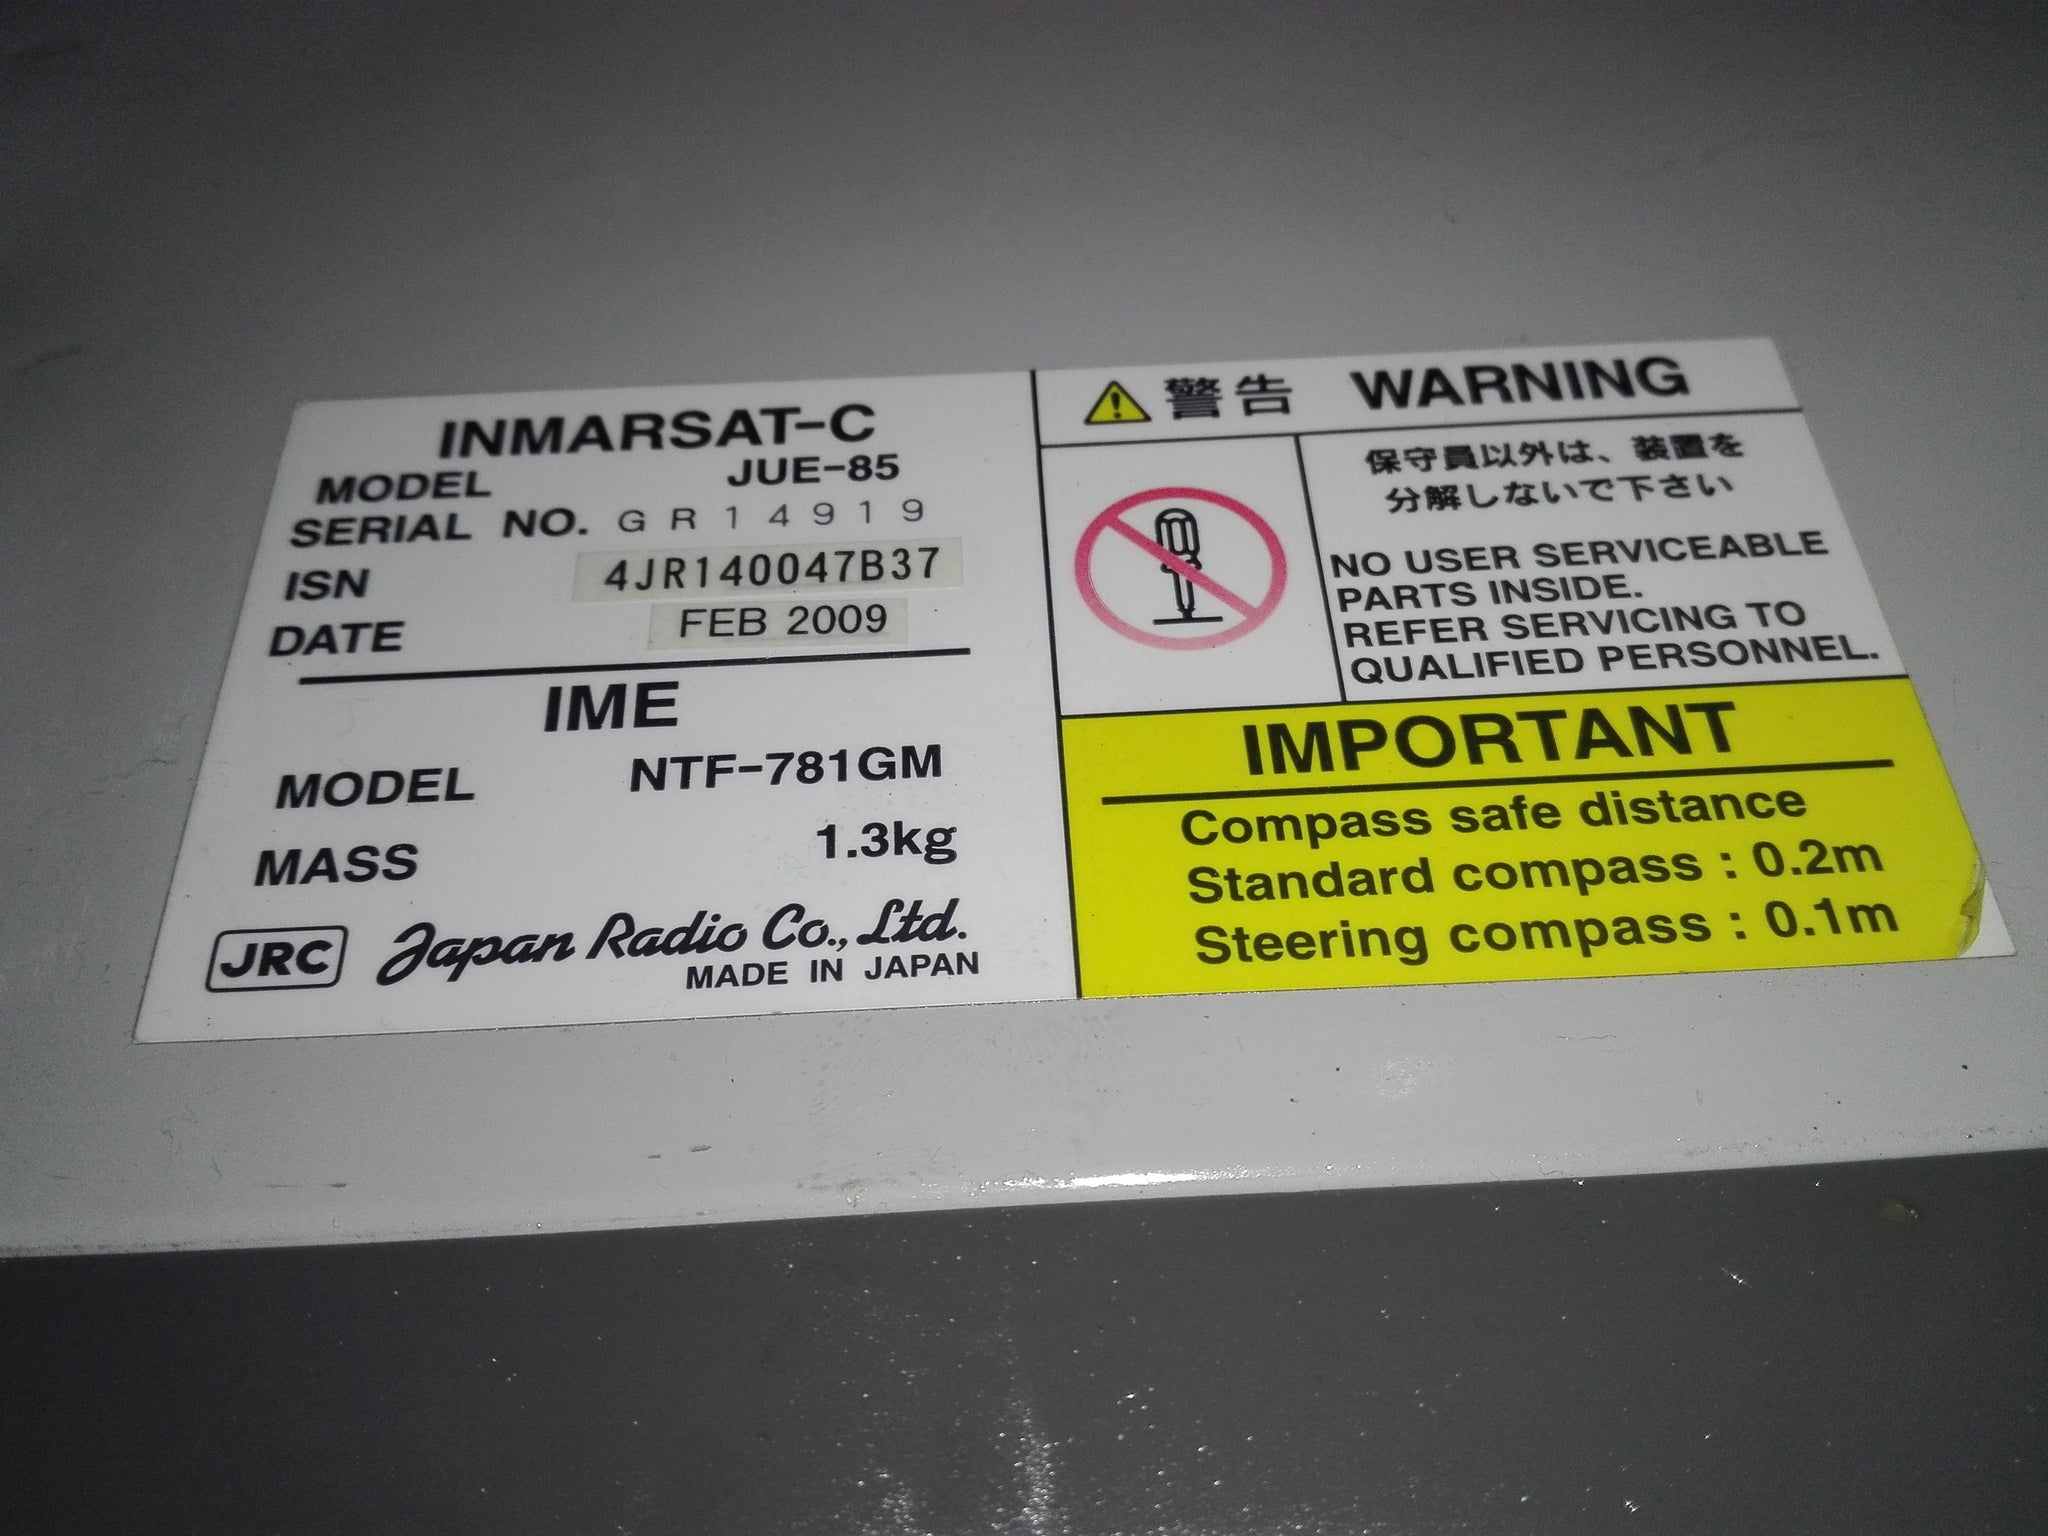 INMARSAT-C
MODEL JUE-85
SERIAL NO. GR14919
ISN 4JR140047B37
DATE FEB 2009
IME
MODEL NTF-781GM
MASS 1.3kg
JRC Japan Radio Co., Ltd.
MADE IN JAPAN
警告 WARNING
保守員以外は、装置を
分解しないで下さい
NO USER SERVICEABLE
PARTS INSIDE.
REFER SERVICING TO
QUALIFIED PERSONNEL.
IMPORTANT
Compass safe distance
Standard compass : 0.2m
Steering compass : 0.1m